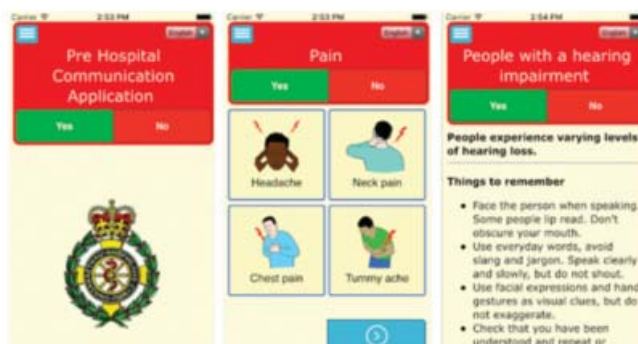 Carrier 2:53 PM
English
Pre Hospital
Communication
Application
Yes No
Carrier 2:53 PM
English
Pain
Yes No
Headache Neck pain
Chest pain Tummy ache
Carrier 2:54 PM
English
People with a hearing
impairment
Yes No
People experience varying levels
of hearing loss.
Things to remember
• Face the person when speaking.
Some people lip read. Don't
obscure your mouth.
• Use everyday words, avoid
slang and jargon. Speak clearly
and slowly, but do not shout.
• Use facial expressions and hand
gestures as visual clues, but do
not exaggerate.
• Check that you have been
understood and repeat or